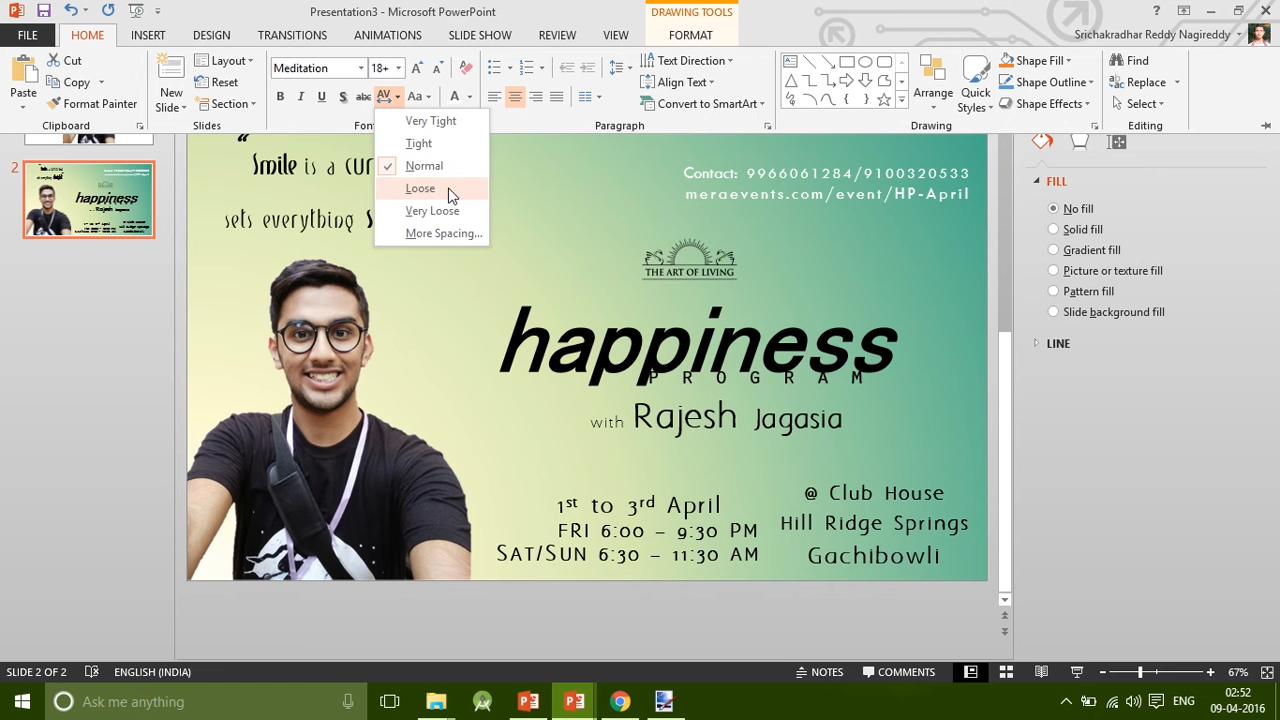 Presentation3 - Microsoft PowerPoint
DRAWING TOOLS
FILE HOME INSERT DESIGN TRANSITIONS ANIMATIONS SLIDE SHOW REVIEW VIEW FORMAT
Srichakradhar Reddy Nagireddy
Paste
Cut
Copy
Format Painter
Clipboard
New
Slide
Layout
Reset
Section
Slides
Meditation 18+
B U S abc AV Aa A
Font
Text Direction
Align Text
Convert to SmartArt
Paragraph
Arrange
Quick
Styles
Shape Fill
Shape Outline
Shape Effects
Drawing
Find
Replace
Select
Editing
Very Tight
Tight
Normal
Loose
Very Loose
More Spacing...
2
“
Smile is a cur
sets everything s
Contact: 9966061284/9100320533
meraevents.com/event/HP-April
THE ART OF LIVING
happiness
PROGRAM
with Rajesh Jagasia
1st to 3rd April
FRI 6:00 – 9:30 PM
SAT/SUN 6:30 – 11:30 AM
@ Club House
Hill Ridge Springs
Gachibowli
FILL
No fill
Solid fill
Gradient fill
Picture or texture fill
Pattern fill
Slide background fill
LINE
SLIDE 2 OF 2 ENGLISH (INDIA) NOTES COMMENTS 67%
Ask me anything
ENG
02:52
09-04-2016